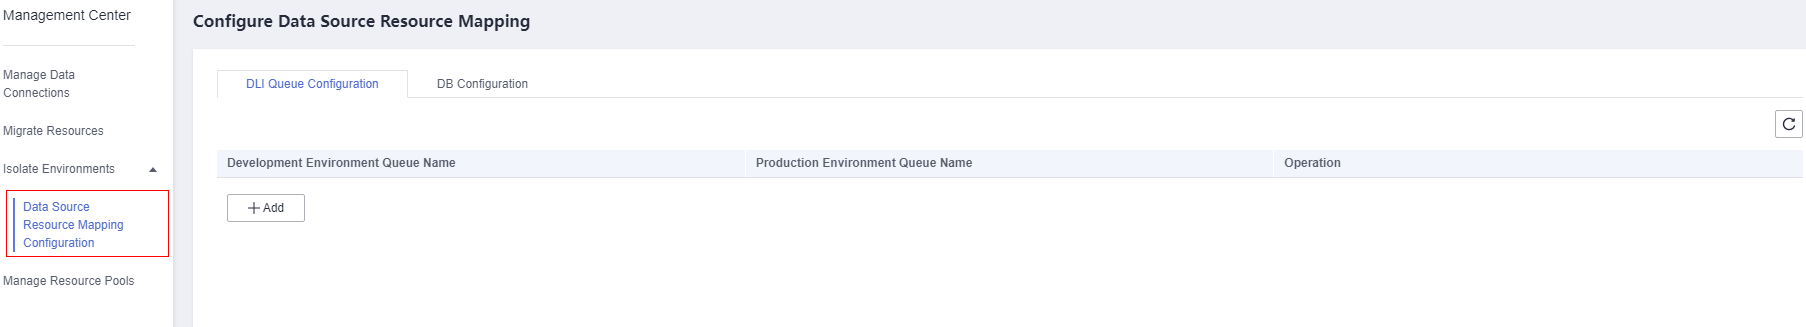 Management Center
Manage Data
Connections
Migrate Resources
Isolate Environments
Data Source
Resource Mapping
Configuration
Manage Resource Pools
Configure Data Source Resource Mapping
DLI Queue Configuration
DB Configuration
Development Environment Queue Name
Production Environment Queue Name
Operation
Add